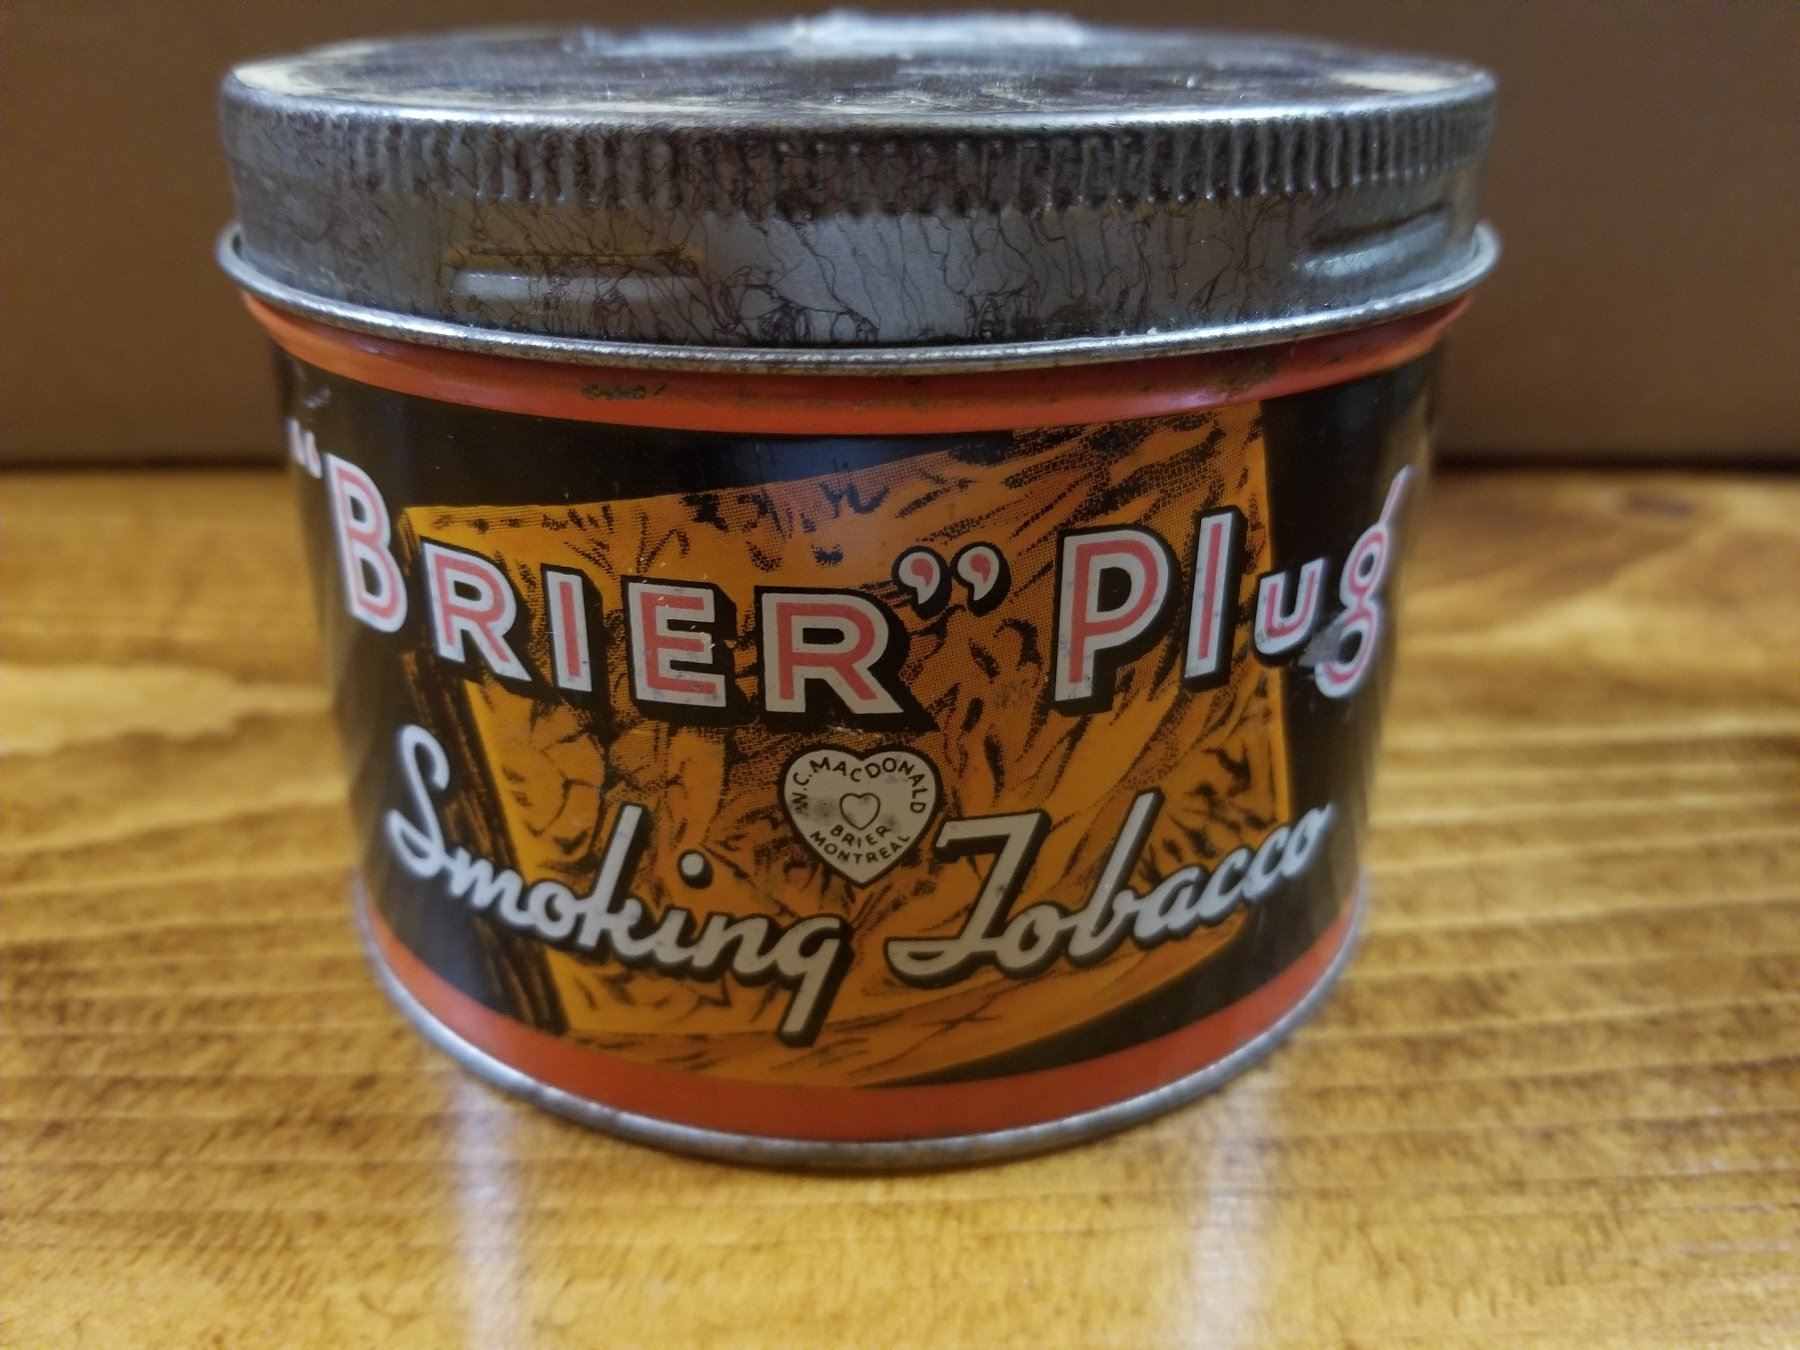 "BRIER" Plug
W.C. MACDONALD
BRIER
MONTREAL
Smoking Tobacco